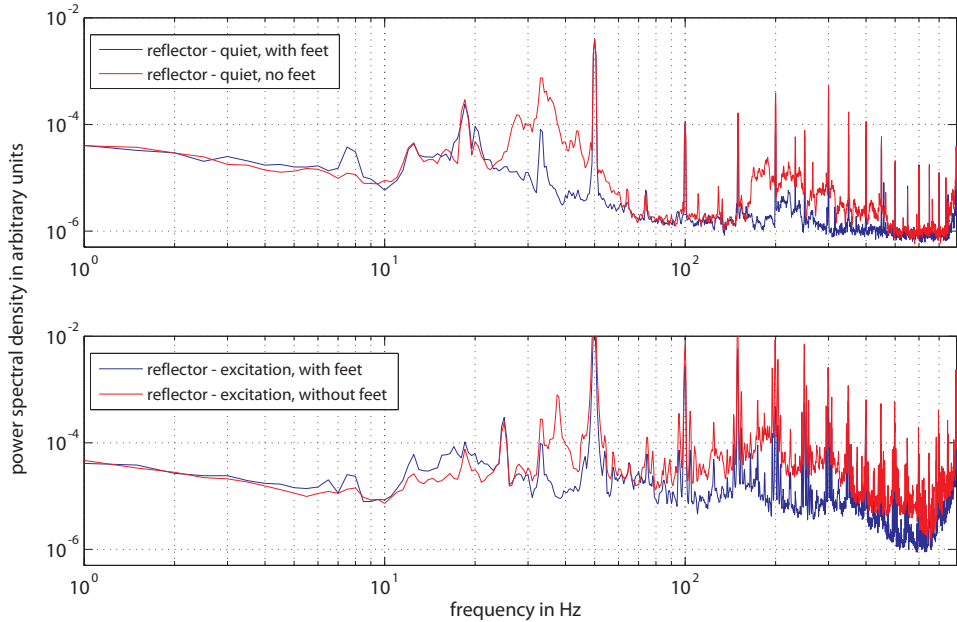 10⁻²
reflector - quiet, with feet
reflector - quiet, no feet
10⁻⁴
10⁻⁶
10⁰
10¹
10²
power spectral density in arbitrary units
10⁻²
reflector - excitation, with feet
reflector - excitation, without feet
10⁻⁴
10⁻⁶
10⁰
10¹
10²
frequency in Hz